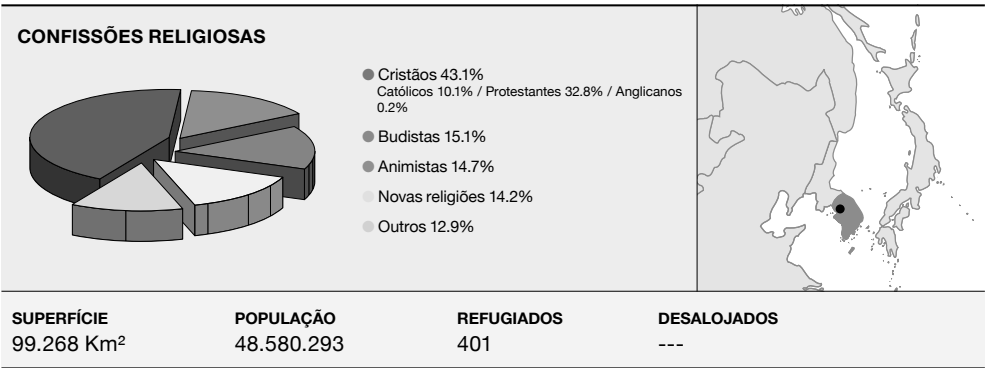 CONFISSÕES RELIGIOSAS
Cristãos 43.1%
Católicos 10.1% / Protestantes 32.8% / Anglicanos
0.2%
Budistas 15.1%
Animistas 14.7%
Novas religiões 14.2%
Outros 12.9%
SUPERFÍCIE
99.268 Km²
POPULAÇÃO
48.580.293
REFUGIADOS
401
DESALOJADOS
---